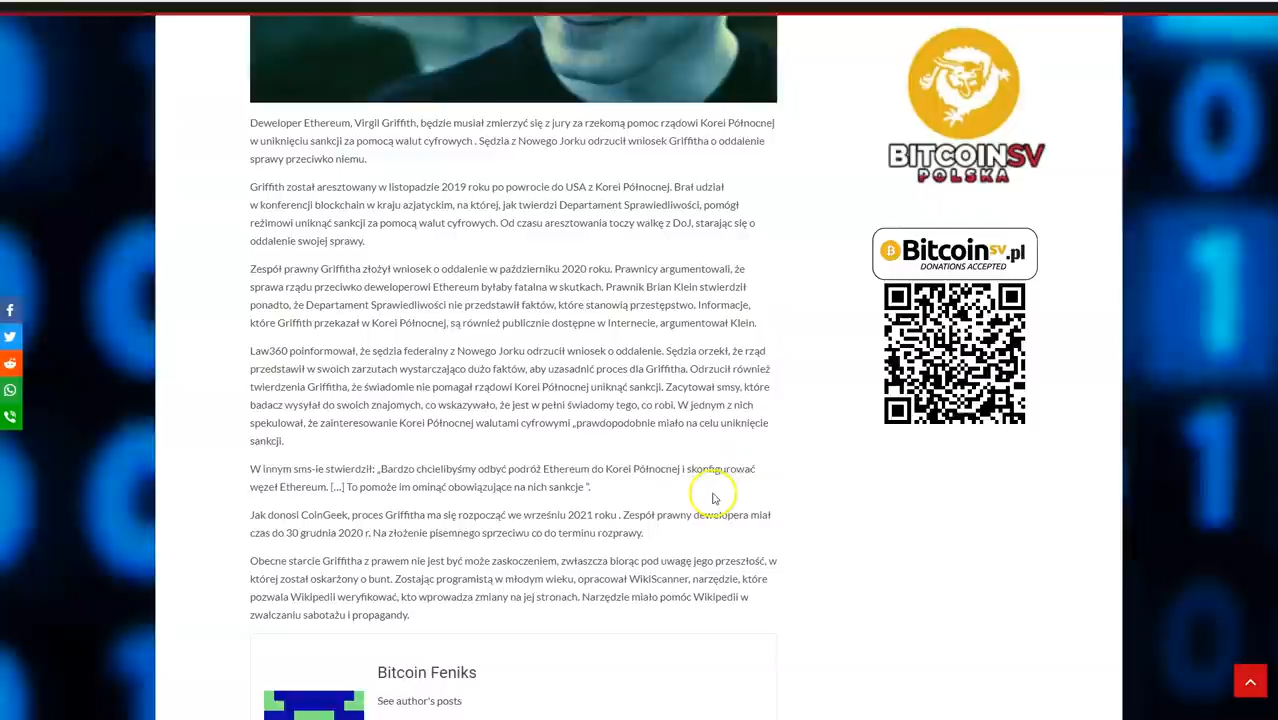 Deweloper Ethereum, Virgil Griffith, będzie musiał zmierzyć się z jury za rzekomą pomoc rządowi Korei Północnej
w uniknięciu sankcji za pomocą walut cyfrowych . Sędzia z Nowego Jorku odrzucił wniosek Griffitha o oddalenie
sprawy przeciwko niemu.
Griffith został aresztowany w listopadzie 2019 roku po powrocie do USA z Korei Północnej. Brał udział
w konferencji blockchain w kraju azjatyckim, na której, jak twierdzi Departament Sprawiedliwości, pomógł
reżimowi uniknąć sankcji za pomocą walut cyfrowych. Od czasu aresztowania toczy walkę z DoJ, starając się o
oddalenie swojej sprawy.
Zespół prawny Griffitha złożył wniosek o oddalenie w październiku 2020 roku. Prawnicy argumentowali, że
sprawa rządu przeciwko deweloperowi Ethereum byłaby fatalna w skutkach. Prawnik Brian Klein stwierdził
ponadto, że Departament Sprawiedliwości nie przedstawił faktów, które stanowią przestępstwo. Informacje,
które Griffith przekazał w Korei Północnej, są również publicznie dostępne w Internecie, argumentował Klein.
Law360 poinformował, że sędzia federalny z Nowego Jorku odrzucił wniosek o oddalenie. Sędzia orzekł, że rząd
przedstawił w swoich zarzutach wystarczająco dużo faktów, aby uzasadnić proces dla Griffitha. Odrzucił również
twierdzenia Griffitha, że świadomie nie pomagał rządowi Korei Północnej uniknąć sankcji. Zacytował smsy, które
badacz wysyłał do swoich znajomych, co wskazywało, że jest w pełni świadomy tego, co robi. W jednym z nich
spekulował, że zainteresowanie Korei Północnej walutami cyfrowymi „prawdopodobnie miało na celu uniknięcie
sankcji.
W innym sms-ie stwierdził: „Bardzo chcielibyśmy odbyć podróż Ethereum do Korei Północnej i skonfigurować
węzeł Ethereum. […] To pomoże im ominąć obowiązujące na nich sankcje ”.
Jak donosi CoinGeek, proces Griffitha ma się rozpocząć we wrześniu 2021 roku . Zespół prawny dewelopera miał
czas do 30 grudnia 2020 r. Na złożenie pisemnego sprzeciwu co do terminu rozprawy.
Obecne starcie Griffitha z prawem nie jest być może zaskoczeniem, zwłaszcza biorąc pod uwagę jego przeszłość, w
której został oskarżony o bunt. Zostając programistą w młodym wieku, opracował WikiScanner, narzędzie, które
pozwala Wikipedii weryfikować, kto wprowadza zmiany na jej stronach. Narzędzie miało pomóc Wikipedii w
zwalczaniu sabotażu i propagandy.
Bitcoin Feniks
See author's posts
BITCOINSV
POLSKA
BitcoinSV.pl
DONATIONS ACCEPTED